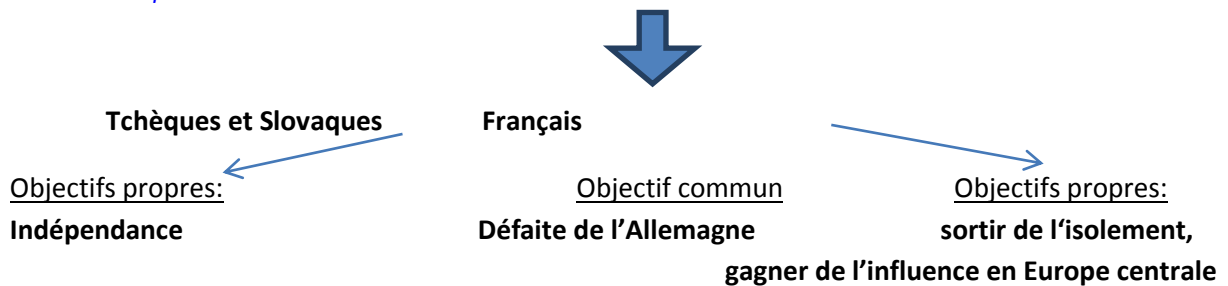 Tchèques et Slovaques Français
Objectifs propres: Objectif commun Objectifs propres:
Indépendance Défaite de l’Allemagne sortir de l‘isolement,
gagner de l’influence en Europe centrale